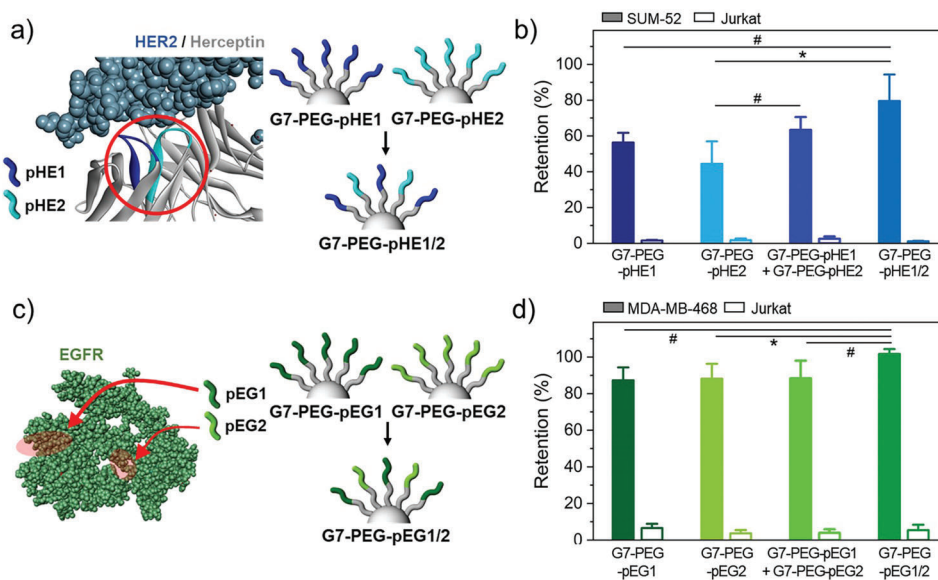 a)
HER2 / Herceptin
pHE1
pHE2
G7-PEG-pHE1
G7-PEG-pHE2
G7-PEG-pHE1/2
b)
SUM-52
Jurkat
Retention (%)
100
80
60
40
20
0
#
*
#
G7-PEG
-pHE1
G7-PEG
-pHE2
G7-PEG-pHE1
+ G7-PEG-pHE2
G7-PEG
-pHE1/2
c)
EGFR
pEG1
pEG2
G7-PEG-pEG1
G7-PEG-pEG2
G7-PEG-pEG1/2
d)
MDA-MB-468
Jurkat
Retention (%)
100
80
60
40
20
0
#
*
#
G7-PEG
-pEG1
G7-PEG
-pEG2
G7-PEG-pEG1
+ G7-PEG-pEG2
G7-PEG
-pEG1/2